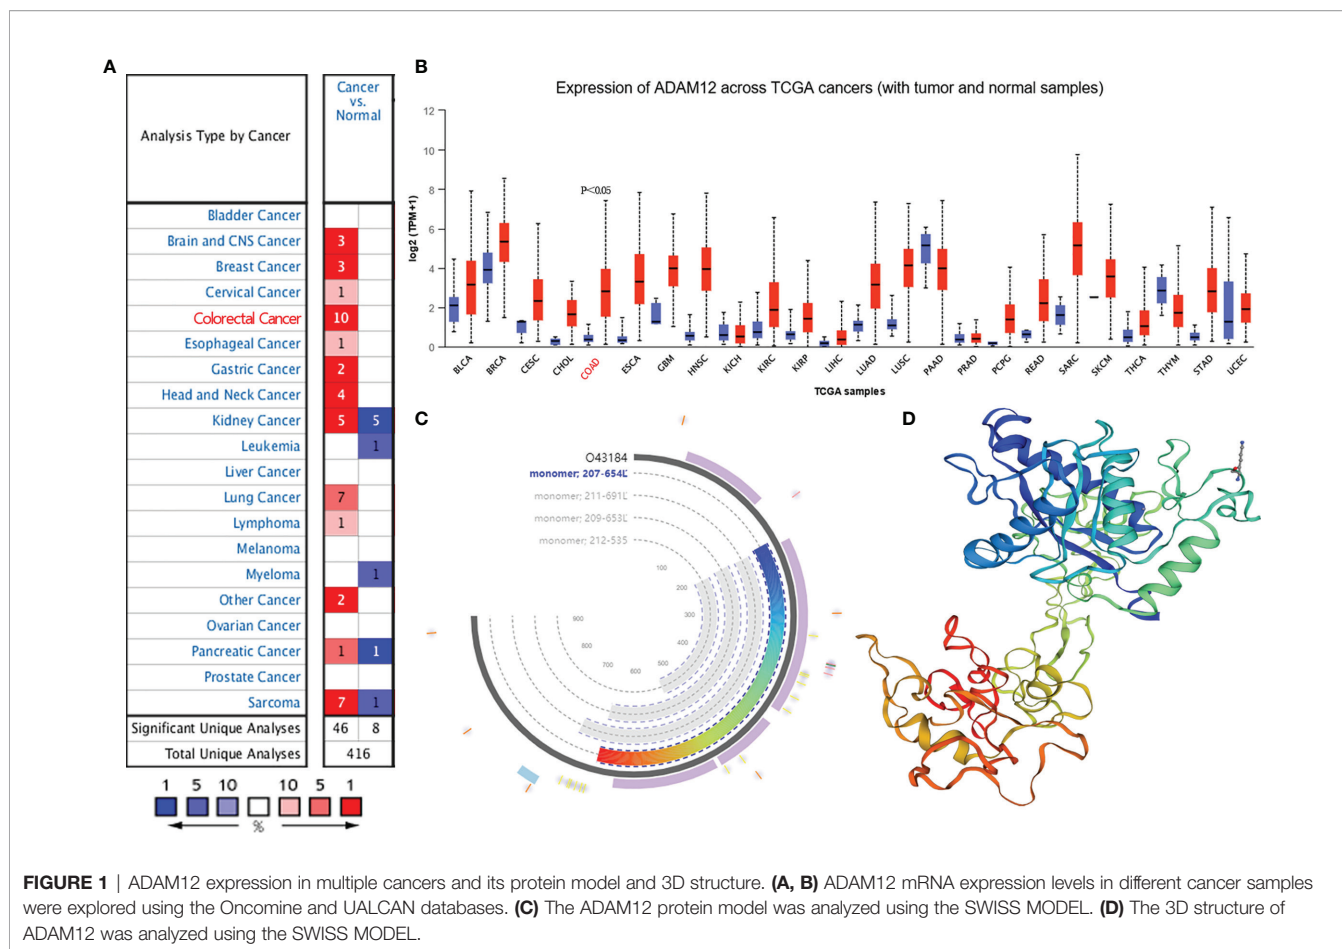 A
Analysis Type by Cancer
Cancer
vs.
Normal
Bladder Cancer
Brain and CNS Cancer 3
Breast Cancer 3
Cervical Cancer 1
Colorectal Cancer 10
Esophageal Cancer 1
Gastric Cancer 2
Head and Neck Cancer 4
Kidney Cancer 5 5
Leukemia 1
Liver Cancer
Lung Cancer 7
Lymphoma 1
Melanoma
Myeloma 1
Other Cancer 2
Ovarian Cancer
Pancreatic Cancer 1 1
Prostate Cancer
Sarcoma 7 1
Significant Unique Analyses 46 8
Total Unique Analyses 416
1 5 10 10 5 1
%
B
Expression of ADAM12 across TCGA cancers (with tumor and normal samples)
log2 (TPM+1)
12
10
8
6
4
2
0
P<0.05
BLCA BRCA CESC CHOL COAD ESCA GBM HNSC KICH KIRC KIRP LIHC LUAD LUSC PAAD PRAD PCPG READ SARC SKCM THCA THYM STAD UCEC
TCGA samples
C
O43184
monomer; 207-654
monomer; 211-691
monomer; 209-653
monomer; 212-535
100
200
300
400
500
600
700
800
900
D
FIGURE 1 | ADAM12 expression in multiple cancers and its protein model and 3D structure. (A, B) ADAM12 mRNA expression levels in different cancer samples
were explored using the Oncomine and UALCAN databases. (C) The ADAM12 protein model was analyzed using the SWISS MODEL. (D) The 3D structure of
ADAM12 was analyzed using the SWISS MODEL.